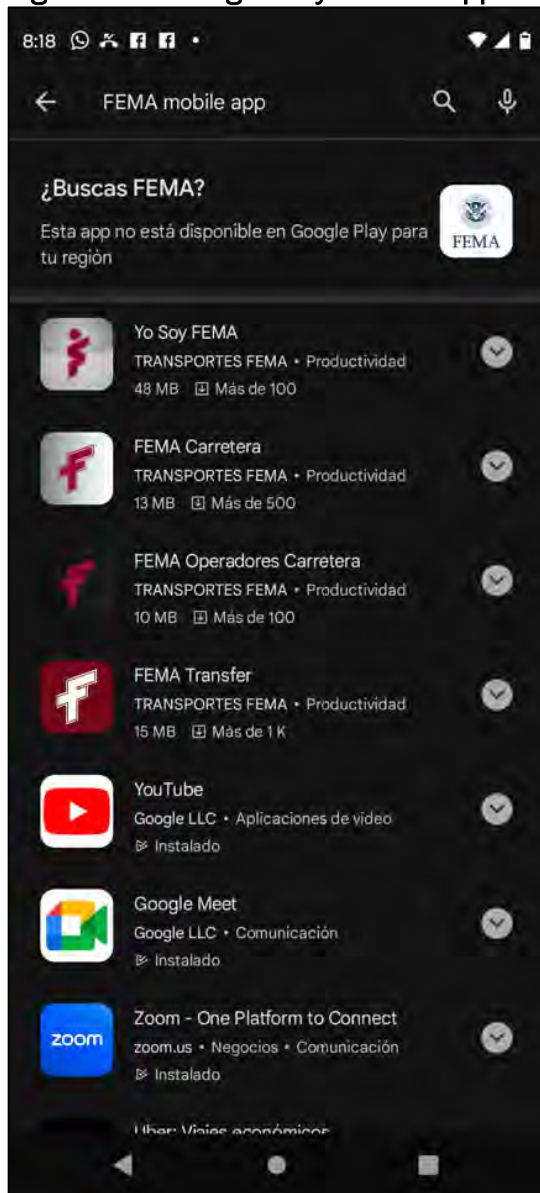 8:18
FEMA mobile app
¿Buscas FEMA?
Esta app no está disponible en Google Play para
tu región
FEMA
Yo Soy FEMA
TRANSPORTES FEMA • Productividad
48 MB Más de 100
FEMA Carretera
TRANSPORTES FEMA • Productividad
13 MB Más de 500
FEMA Operadores Carretera
TRANSPORTES FEMA • Productividad
10 MB Más de 100
FEMA Transfer
TRANSPORTES FEMA • Productividad
15 MB Más de 1 K
YouTube
Google LLC • Aplicaciones de video
Instalado
Google Meet
Google LLC • Comunicación
Instalado
zoom
Zoom - One Platform to Connect
zoom.us • Negocios • Comunicación
Instalado
Uber: Viajes económicos